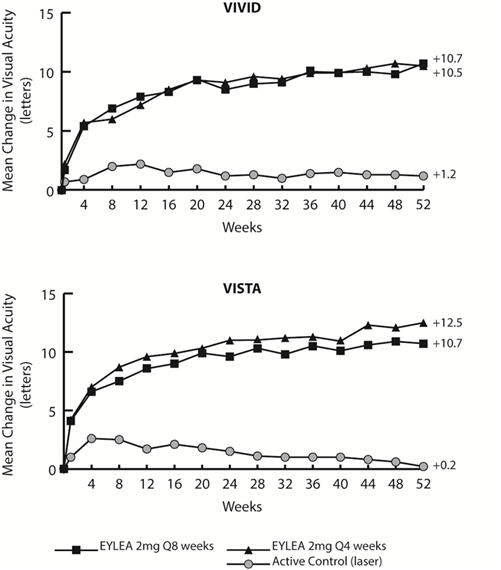 VIVID
15
10
5
0
Mean Change in Visual Acuity
(letters)
+10.7
+10.5
+1.2
4 8 12 16 20 24 28 32 36 40 44 48 52
Weeks
VISTA
15
10
5
0
Mean Change in Visual Acuity
(letters)
+12.5
+10.7
+0.2
4 8 12 16 20 24 28 32 36 40 44 48 52
Weeks
EYLEA 2mg Q8 weeks
EYLEA 2mg Q4 weeks
Active Control (laser)